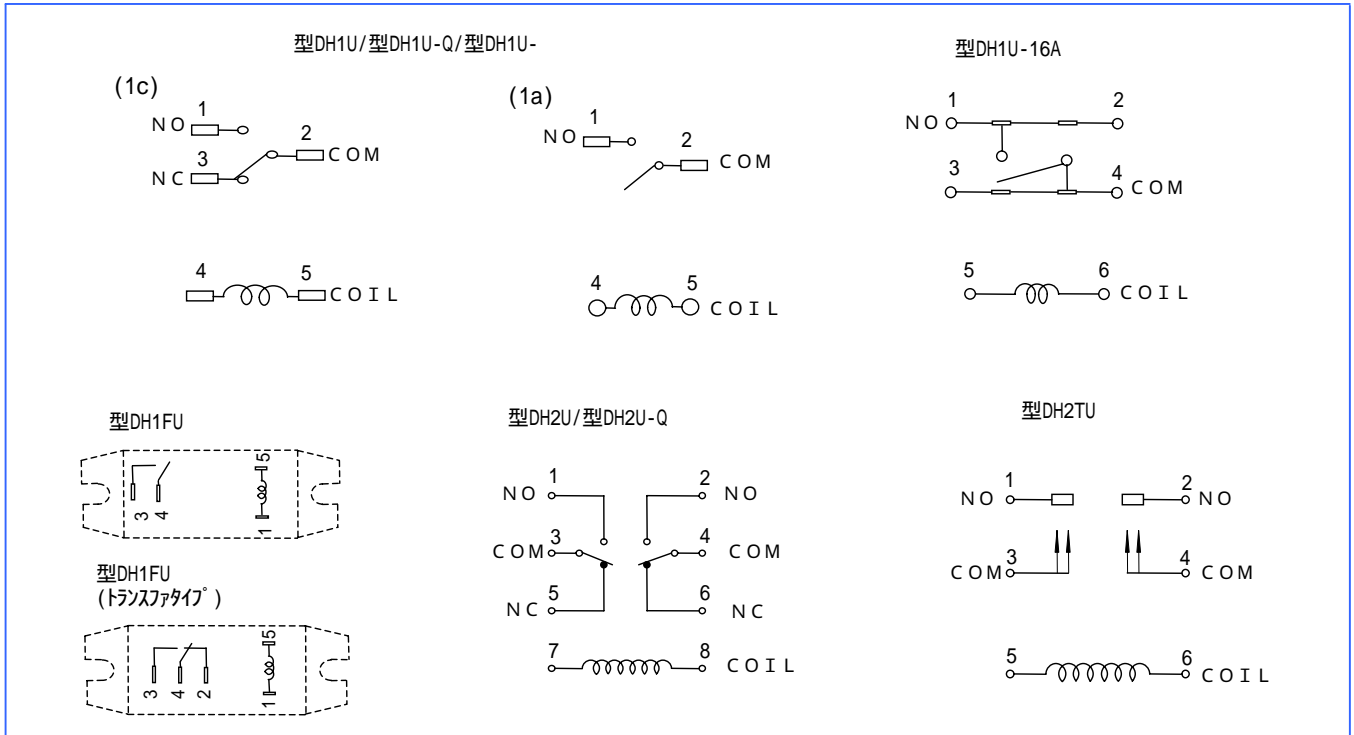 型DH1U/型DH1U-Q/型DH1U-
型DH1U-16A
(1c)
1
NO
2
COM
3
NC
4
5
COIL
(1a)
1
NO
2
COM
4
5
COIL
1
2
NO
3
4
COM
5
6
COIL
型DH1FU
3
4
5
1
型DH1FU
(トランスファタイプ)
3
4
2
5
1
型DH2U/型DH2U-Q
1
2
NO
NO
3
4
COM
COM
5
6
NC
NC
7
8
COIL
型DH2TU
1
2
NO
NO
3
4
COM
COM
5
6
COIL